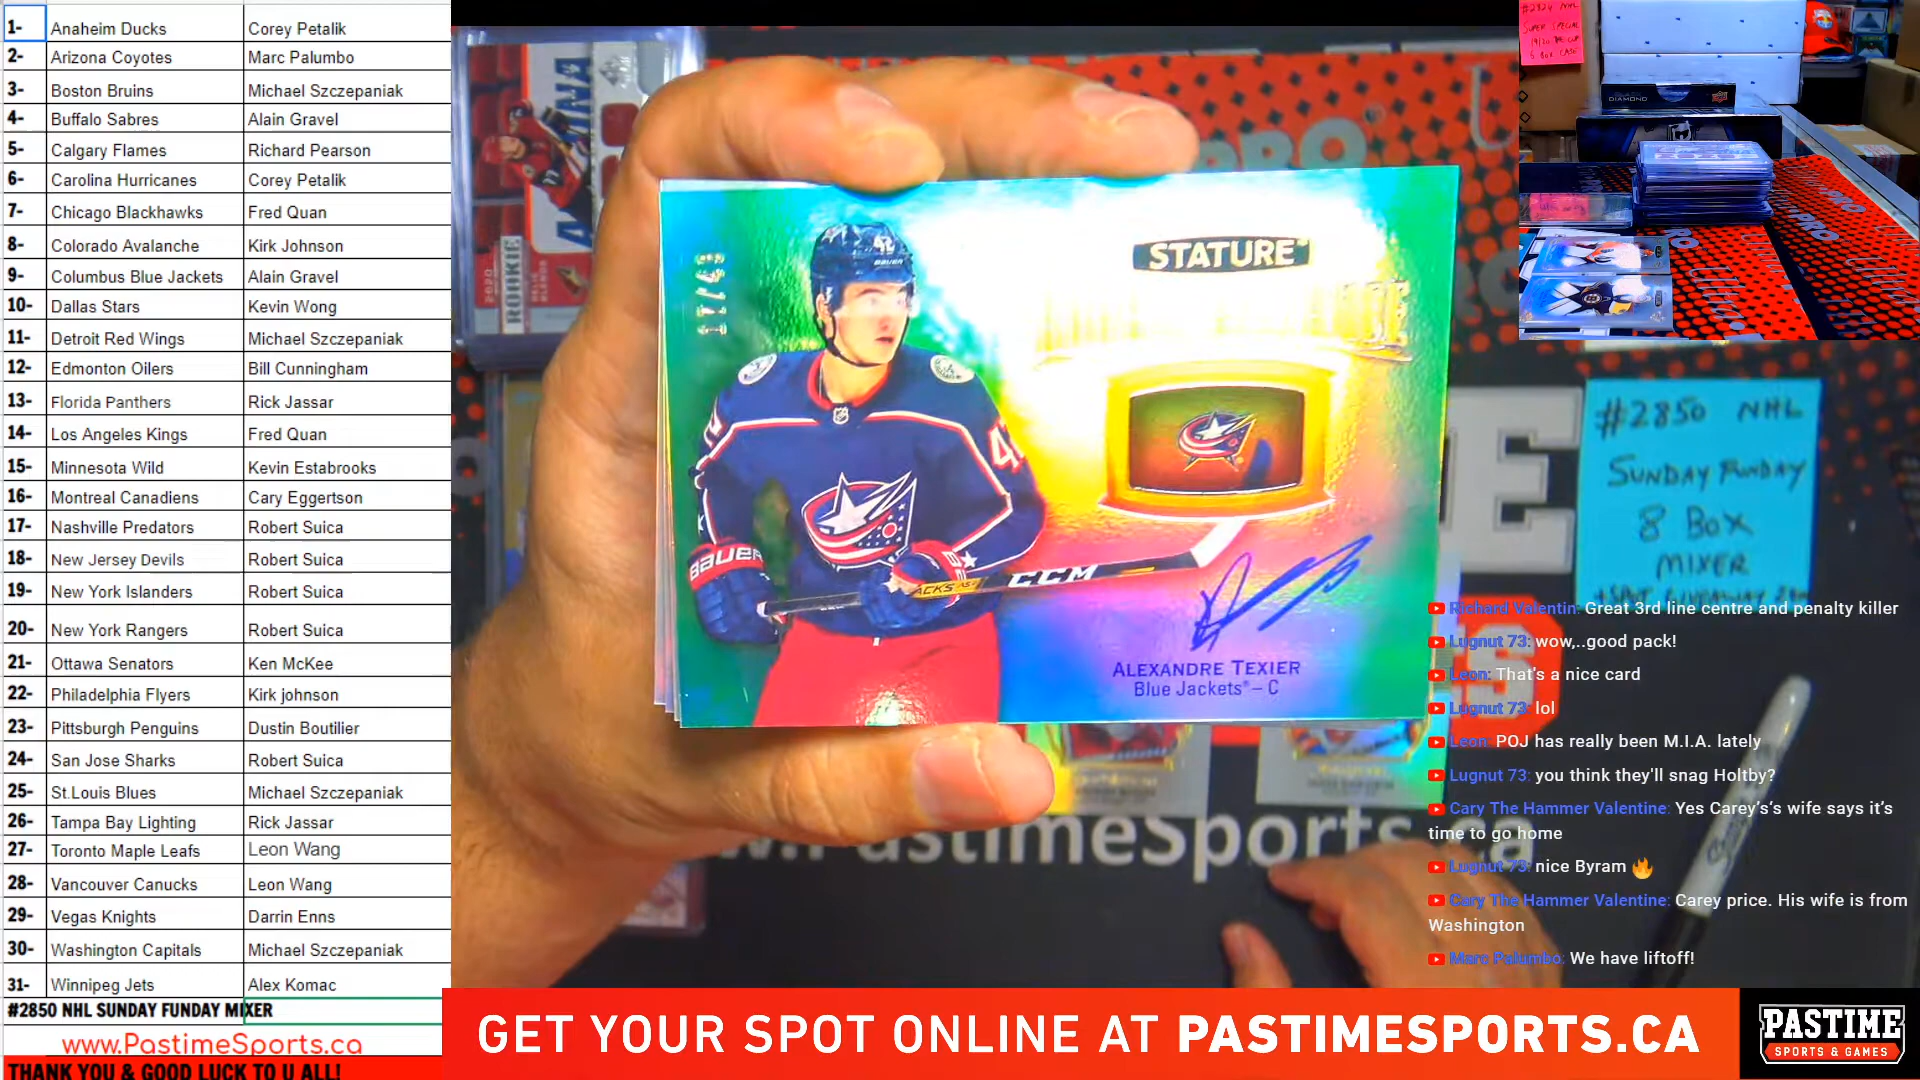 1- Anaheim Ducks Corey Petalik
2- Arizona Coyotes Marc Palumbo
3- Boston Bruins Michael Szczepaniak
4- Buffalo Sabres Alain Gravel
5- Calgary Flames Richard Pearson
6- Carolina Hurricanes Corey Petalik
7- Chicago Blackhawks Fred Quan
8- Colorado Avalanche Kirk Johnson
9- Columbus Blue Jackets Alain Gravel
10- Dallas Stars Kevin Wong
11- Detroit Red Wings Michael Szczepaniak
12- Edmonton Oilers Bill Cunningham
13- Florida Panthers Rick Jassar
14- Los Angeles Kings Fred Quan
15- Minnesota Wild Kevin Estabrooks
16- Montreal Canadiens Cary Eggertson
17- Nashville Predators Robert Suica
18- New Jersey Devils Robert Suica
19- New York Islanders Robert Suica
20- New York Rangers Robert Suica
21- Ottawa Senators Ken McKee
22- Philadelphia Flyers Kirk johnson
23- Pittsburgh Penguins Dustin Boutilier
24- San Jose Sharks Robert Suica
25- St.Louis Blues Michael Szczepaniak
26- Tampa Bay Lighting Rick Jassar
27- Toronto Maple Leafs Leon Wang
28- Vancouver Canucks Leon Wang
29- Vegas Knights Darrin Enns
30- Washington Capitals Michael Szczepaniak
31- Winnipeg Jets Alex Komac
#2850 NHL SUNDAY FUNDAY MIXER
www.PastimeSports.ca
THANK YOU & GOOD LUCK TO U ALL!
ROOKIE
STATURE
42
BAUER
CCM
ALEXANDRE TEXIER
Blue Jackets - C
.PastimeSports.ca
#2850 NHL
SUNDAY FUNDAY
8 BOX
MIXER
DIAMOND
Richard Valentin: Great 3rd line centre and penalty killer
Lugnut 73: wow,..good pack!
Leon: That's a nice card
Lugnut 73: lol
Leon: POJ has really been M.I.A. lately
Lugnut 73: you think they'll snag Holtby?
Cary The Hammer Valentine: Yes Carey's's wife says it's
time to go home
Lugnut 73: nice Byram 🔥
Cary The Hammer Valentine: Carey price. His wife is from
Washington
Marc Palumbo: We have liftoff!
GET YOUR SPOT ONLINE AT PASTIMESPORTS.CA
PASTIME
SPORTS & GAMES